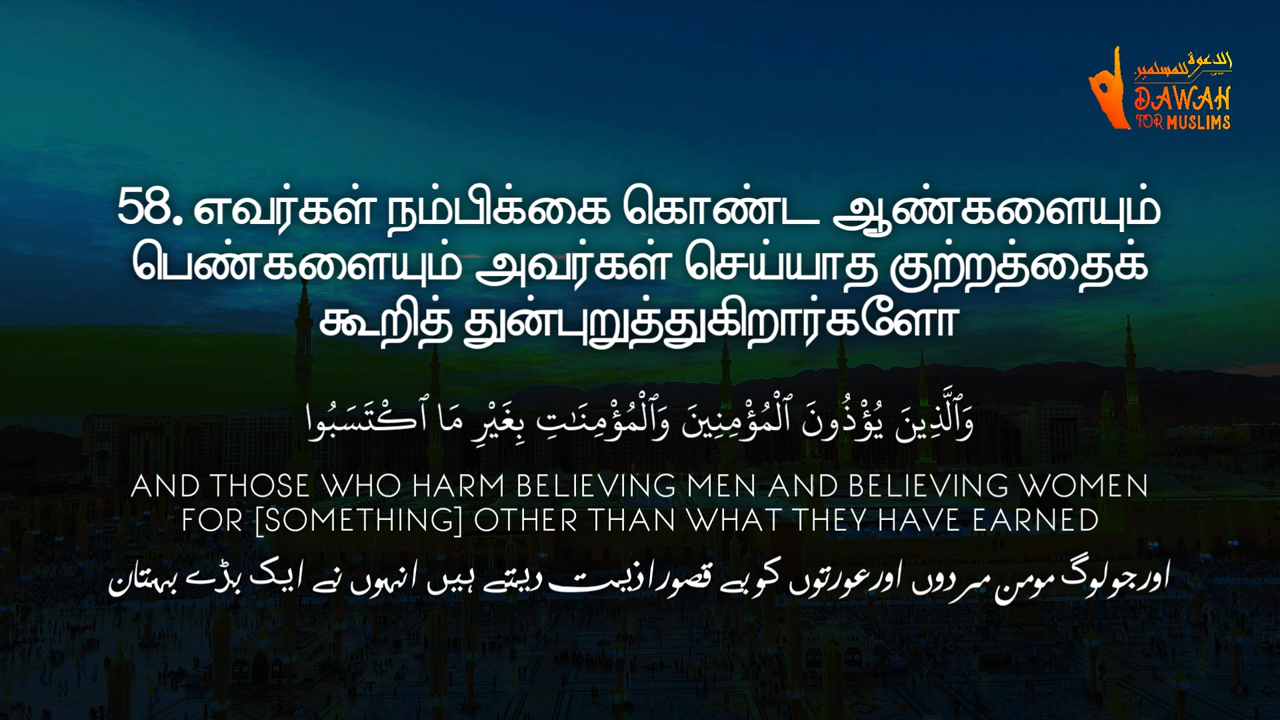 الدعوة للمسلمين
DAWAH
FOR MUSLIMS
58. எவர்கள் நம்பிக்கை கொண்ட ஆண்களையும்
பெண்களையும் அவர்கள் செய்யாத குற்றத்தைக்
கூறித் துன்புறுத்துகிறார்களோ
وَٱلَّذِينَ يُؤْذُونَ ٱلْمُؤْمِنِينَ وَٱلْمُؤْمِنَـٰتِ بِغَيْرِ مَا ٱكْتَسَبُوا
AND THOSE WHO HARM BELIEVING MEN AND BELIEVING WOMEN
FOR [SOMETHING] OTHER THAN WHAT THEY HAVE EARNED
اور جو لوگ مومن مردوں اور عورتوں کو بے قصور اذیت دیتے ہیں انہوں نے ایک بڑے بہتان